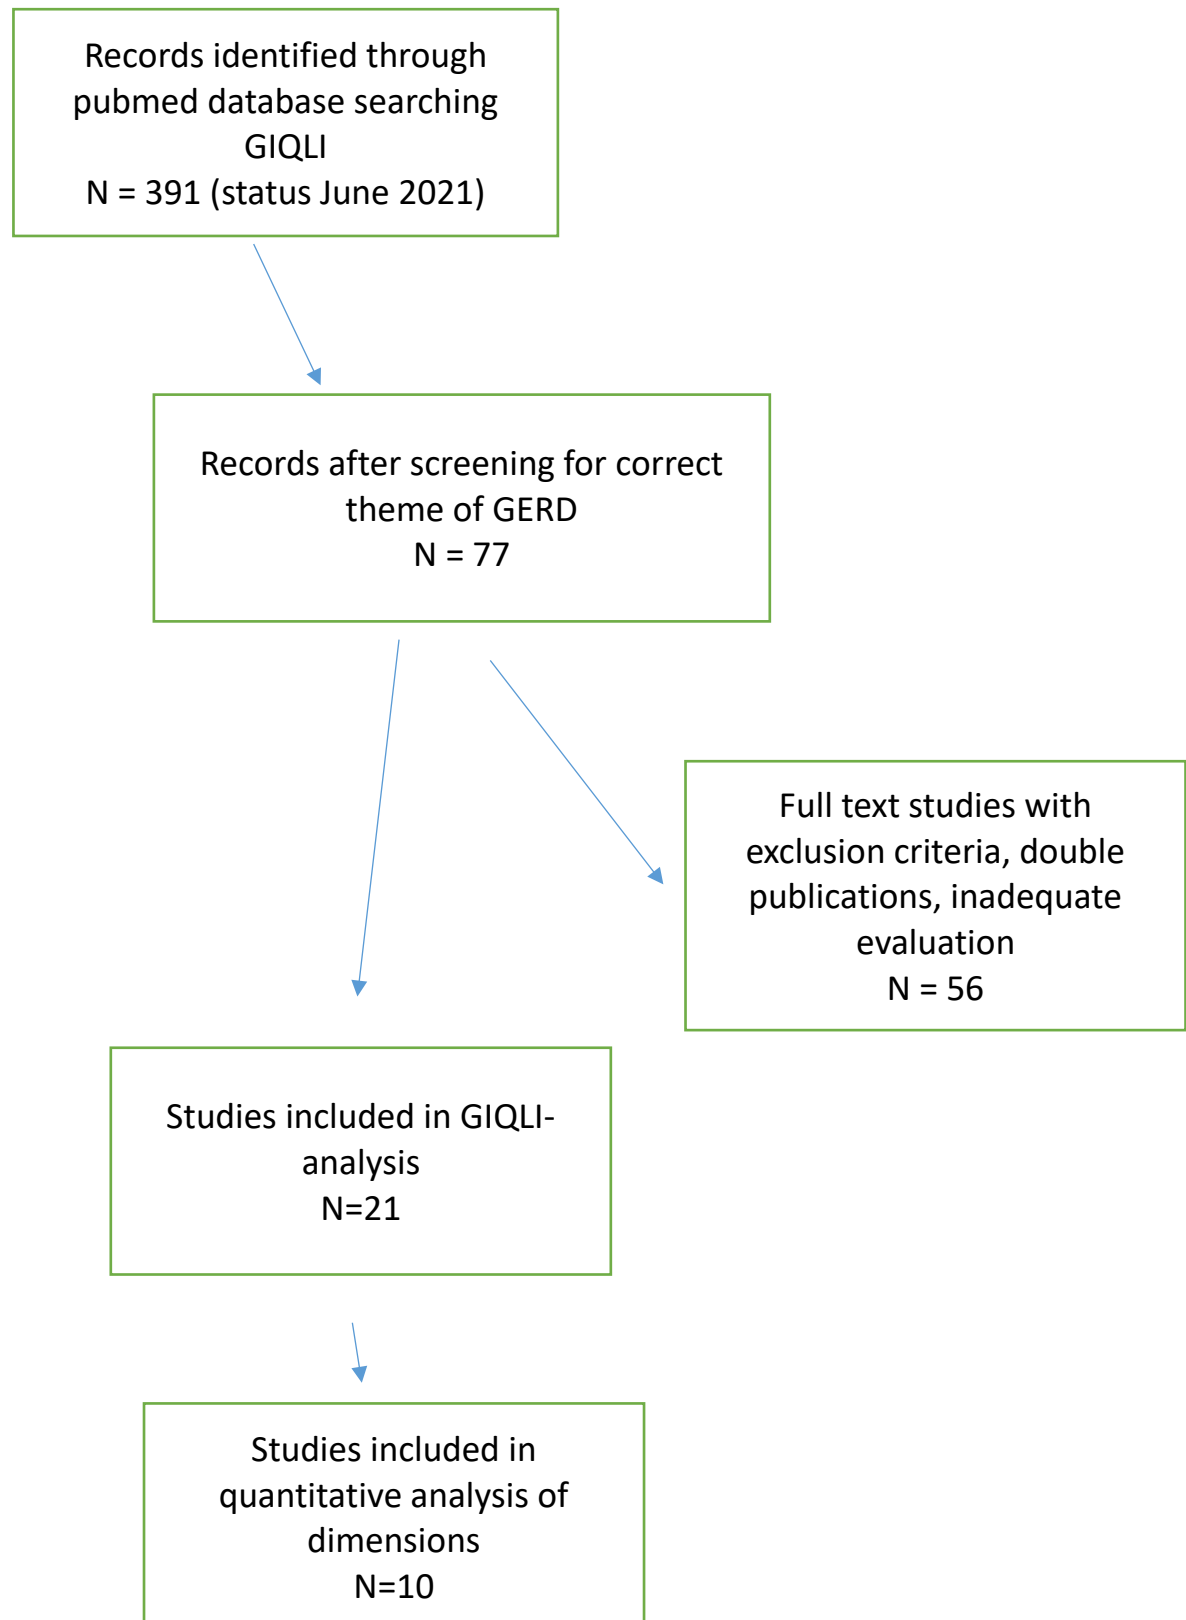 Records identified through
pubmed database searching
GIQLI
N = 391 (status June 2021)
Records after screening for correct
theme of GERD
N = 77
Full text studies with
exclusion criteria, double
publications, inadequate
evaluation
N = 56
Studies included in GIQLI-
analysis
N=21
Studies included in
quantitative analysis of
dimensions
N=10